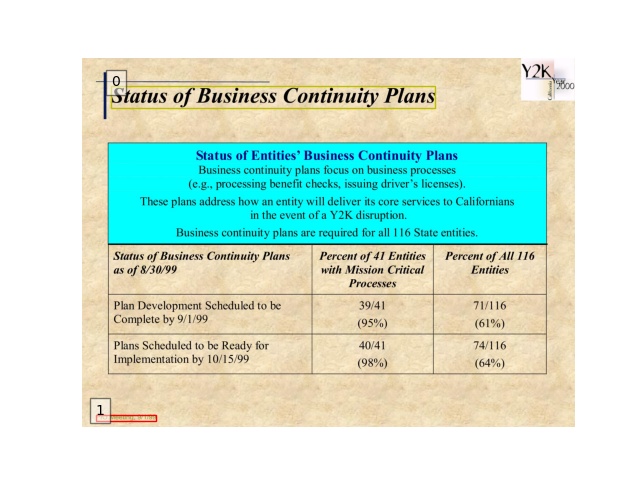 0
Status of Business Continuity Plans
Y2K
Year
2000
California
Status of Entities’ Business Continuity Plans
Business continuity plans focus on business processes
(e.g., processing benefit checks, issuing driver’s licenses).
These plans address how an entity will deliver its core services to Californians
in the event of a Y2K disruption.
Business continuity plans are required for all 116 State entities.
Status of Business Continuity Plans
as of 8/30/99
Percent of 41 Entities
with Mission Critical
Processes
Percent of All 116
Entities
Plan Development Scheduled to be
Complete by 9/1/99
39/41
(95%)
71/116
(61%)
Plans Scheduled to be Ready for
Implementation by 10/15/99
40/41
(98%)
74/116
(64%)
1